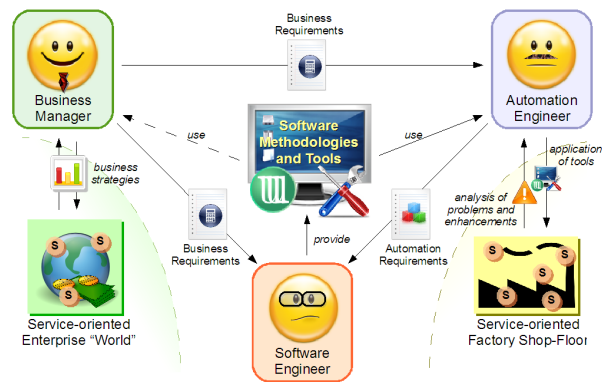 Business
Requirements
Business
Manager
Automation
Engineer
use
Software
Methodologies
and Tools
use
business
strategies
application
of tools
analysis of
problems and
enhancements
Business
Requirements
provide
Automation
Requirements
S
S
S
S
S
S
S
Service-oriented
Enterprise “World”
Software
Engineer
Service-oriented
Factory Shop-Floor